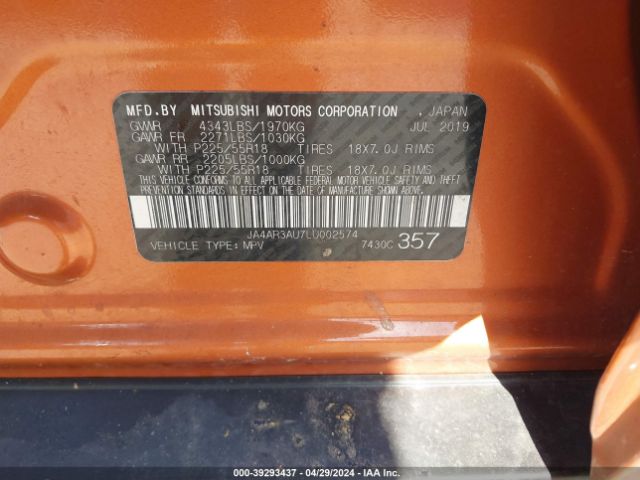 MFD.BY MITSUBISHI MOTORS CORPORATION , JAPAN
GVWR 4343LBS/1970KG JUL 2019
GAWR FR 2271LBS/1030KG
WITH P225/55R18 TIRES 18X7.0J RIMS
GAWR RR 2205LBS/1000KG
WITH P225/55R18 TIRES 18X7.0J RIMS
THIS VEHICLE CONFORMS TO ALL APPLICABLE FEDERAL MOTOR VEHICLE SAFETY AND THEFT
PREVENTION STANDARDS IN EFFECT ON THE DATE OF MANUFACTURE SHOWN ABOVE.
JA4AR3AU7LU002574
VEHICLE TYPE: MPV 7430C 357
000-39293437 - 04/29/2024 - IAA Inc.